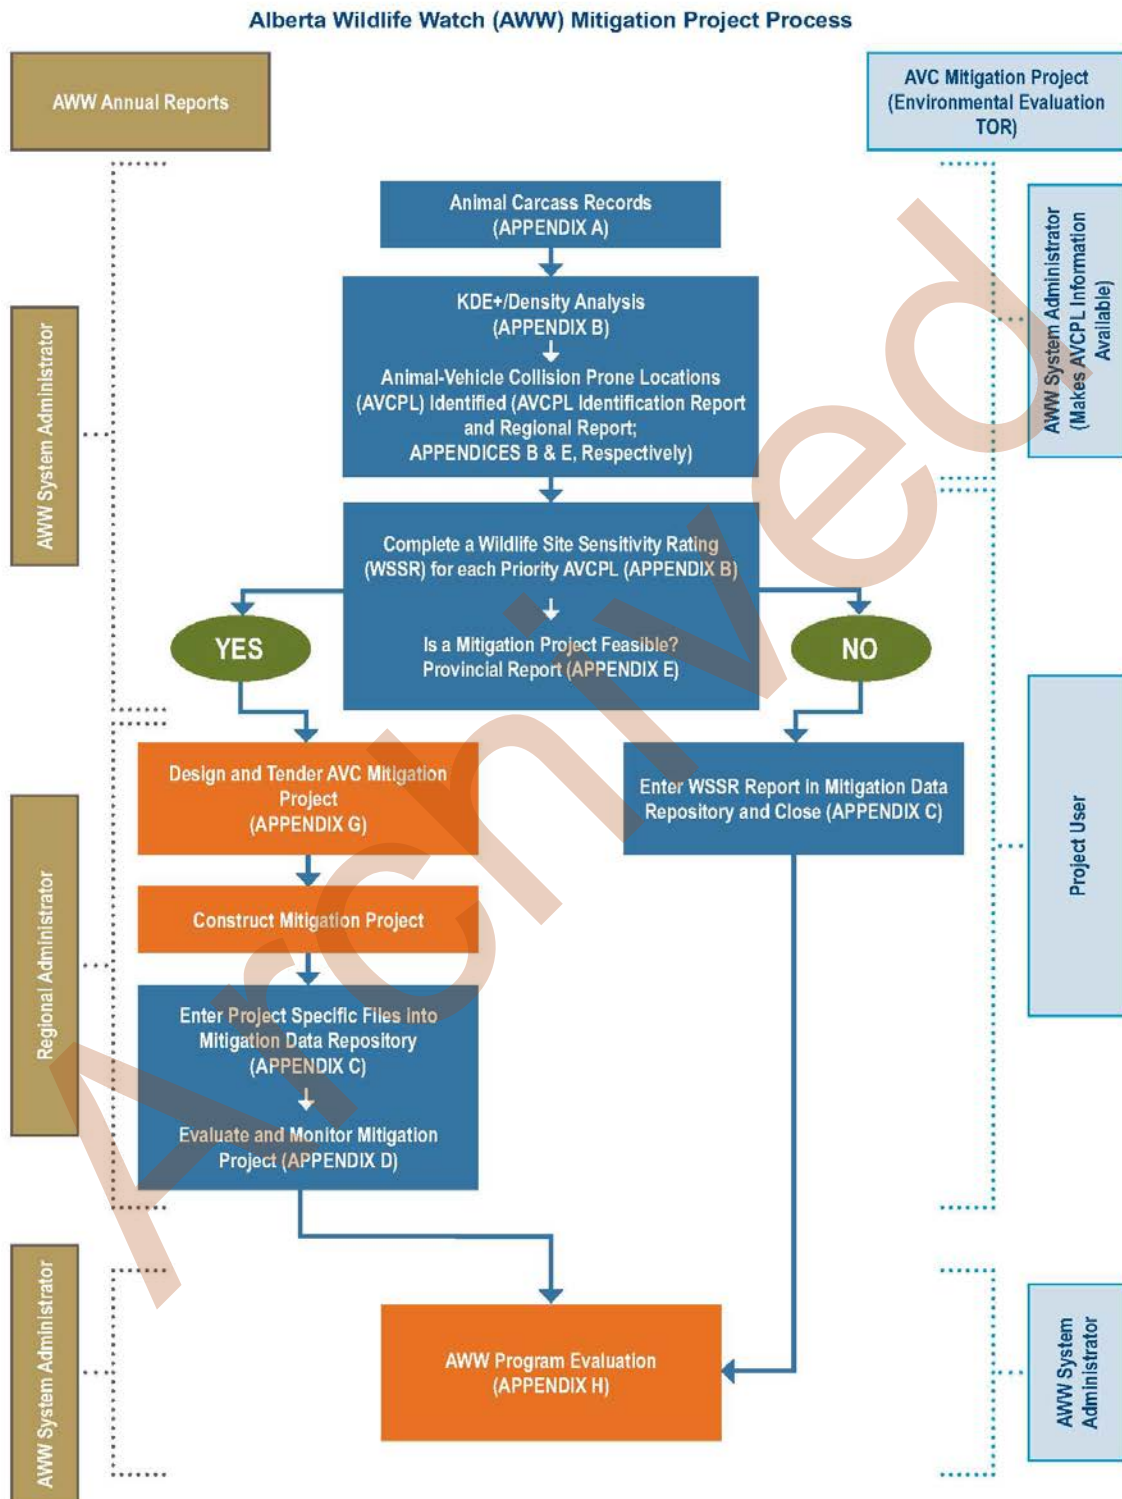 Alberta Wildlife Watch (AWW) Mitigation Project Process
AWW Annual Reports
AVC Mitigation Project
(Environmental Evaluation
TOR)
Animal Carcass Records
(APPENDIX A)
KDE+/Density Analysis
(APPENDIX B)
Animal-Vehicle Collision Prone Locations
(AVCPL) Identified (AVCPL Identification Report
and Regional Report;
APPENDICES B & E, Respectively)
AWW System Administrator
AWW System Administrator
(Makes AVCPL Information
Available)
Complete a Wildlife Site Sensitivity Rating
(WSSR) for each Priority AVCPL (APPENDIX B)
Is a Mitigation Project Feasible?
Provincial Report (APPENDIX E)
YES
NO
Design and Tender AVC Mitigation
Project
(APPENDIX G)
Enter WSSR Report in Mitigation Data
Repository and Close (APPENDIX C)
Construct Mitigation Project
Regional Administrator
Project User
Enter Project Specific Files into
Mitigation Data Repository
(APPENDIX C)
Evaluate and Monitor Mitigation
Project (APPENDIX D)
AWW System Administrator
AWW Program Evaluation
(APPENDIX H)
AWW System
Administrator
Archived